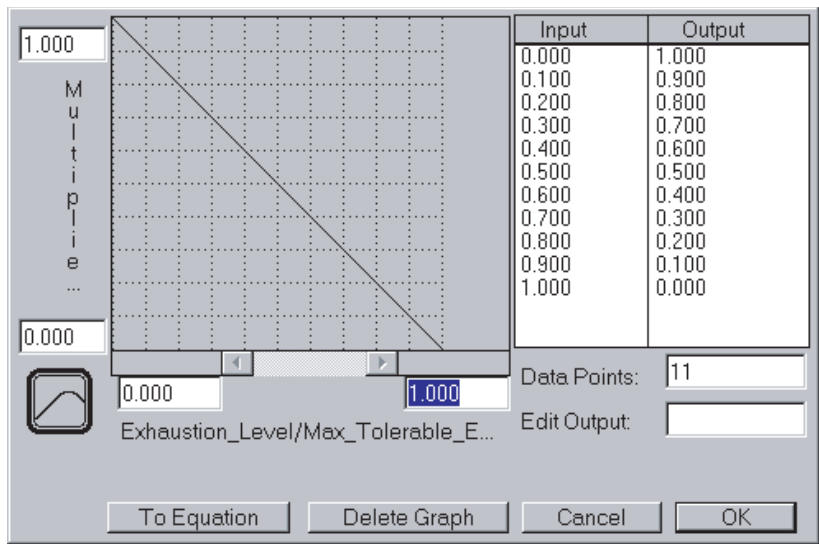 1.000
Multiplie...
0.000
0.000 1.000
Exhaustion_Level/Max_Tolerable_E...
Input Output
0.000 1.000
0.100 0.900
0.200 0.800
0.300 0.700
0.400 0.600
0.500 0.500
0.600 0.400
0.700 0.300
0.800 0.200
0.900 0.100
1.000 0.000
Data Points: 11
Edit Output:
To Equation Delete Graph Cancel OK